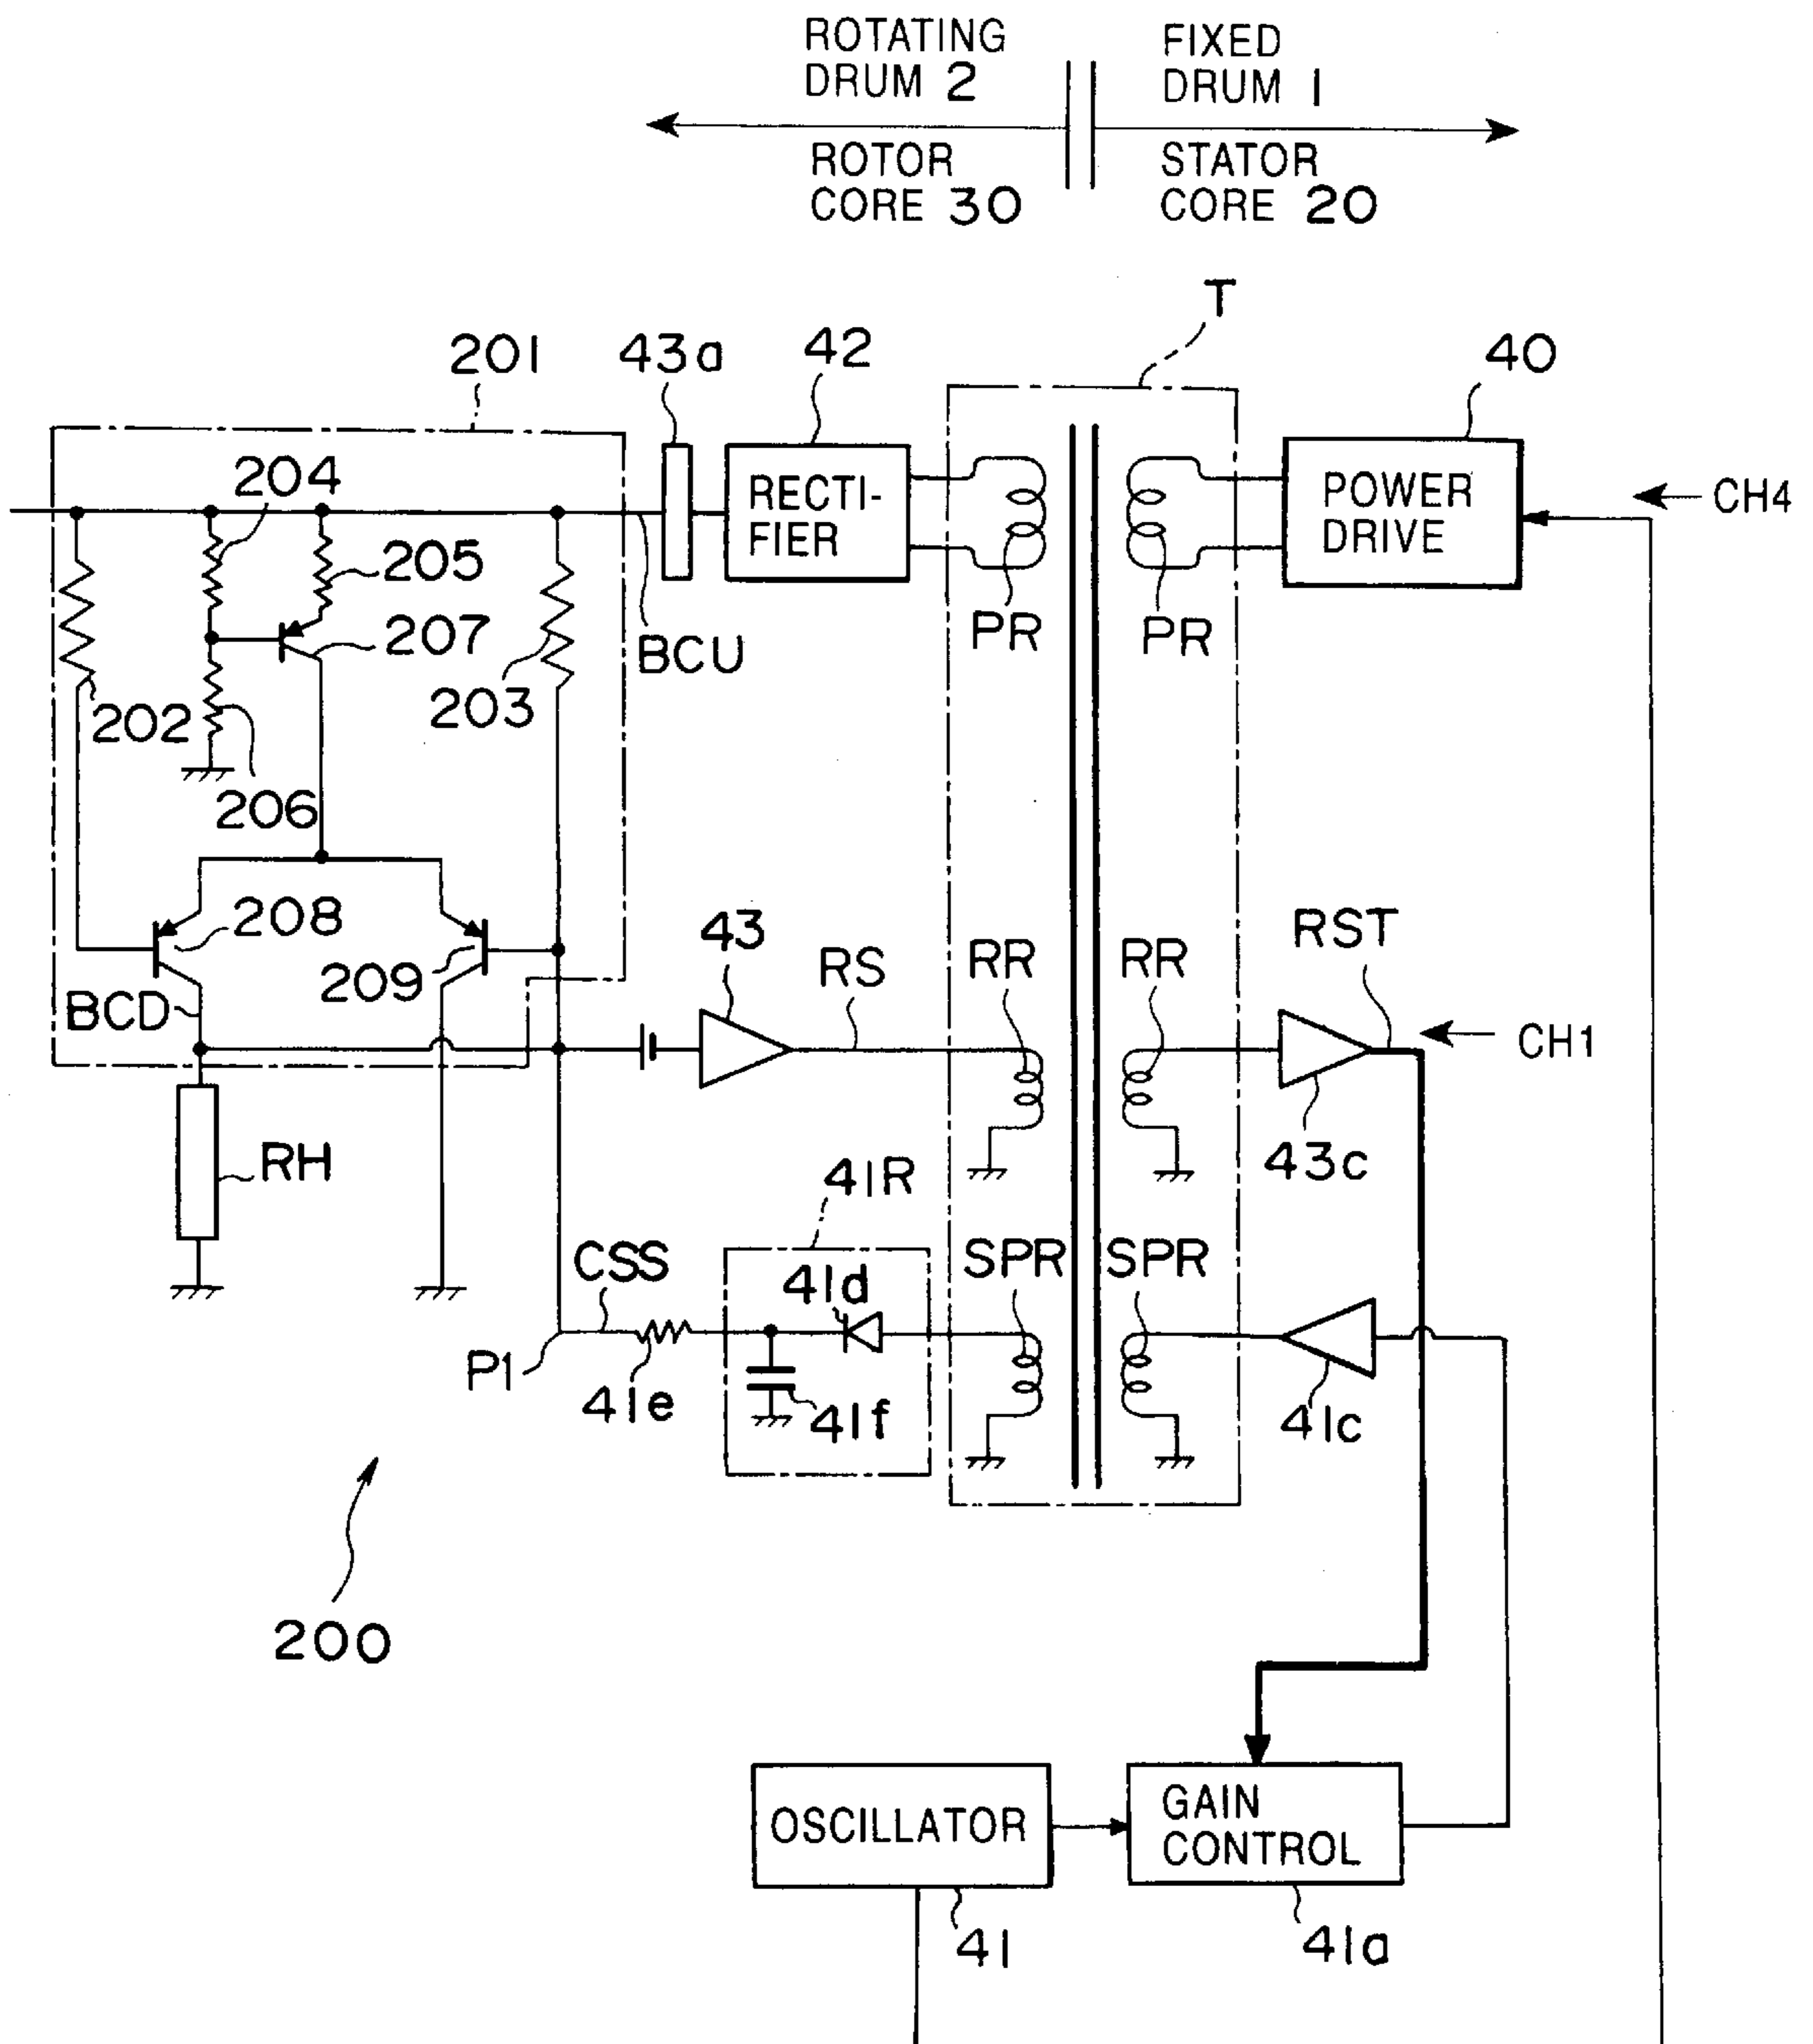 ROTATING
DRUM 2
FIXED
DRUM 1
ROTOR
CORE 30
STATOR
CORE 20
T
201
43a
42
40
204
RECTI-
FIER
POWER
DRIVE
CH4
205
207
PR
PR
BCU
202
203
206
208
43
RS
RR
RR
RST
209
BCD
CH1
RH
43c
41R
CSS
41d
SPR
SPR
P1
41e
41f
41c
200
OSCILLATOR
GAIN
CONTROL
41
41a